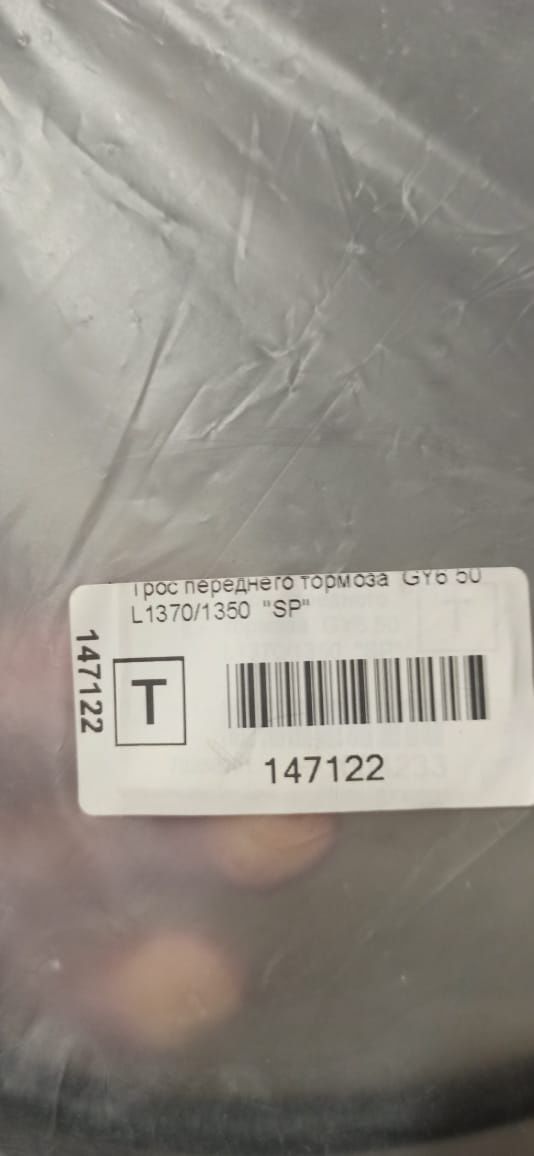 Трос переднего тормоза GY6 50
L1370/1350 "SP"
147122
T
147122